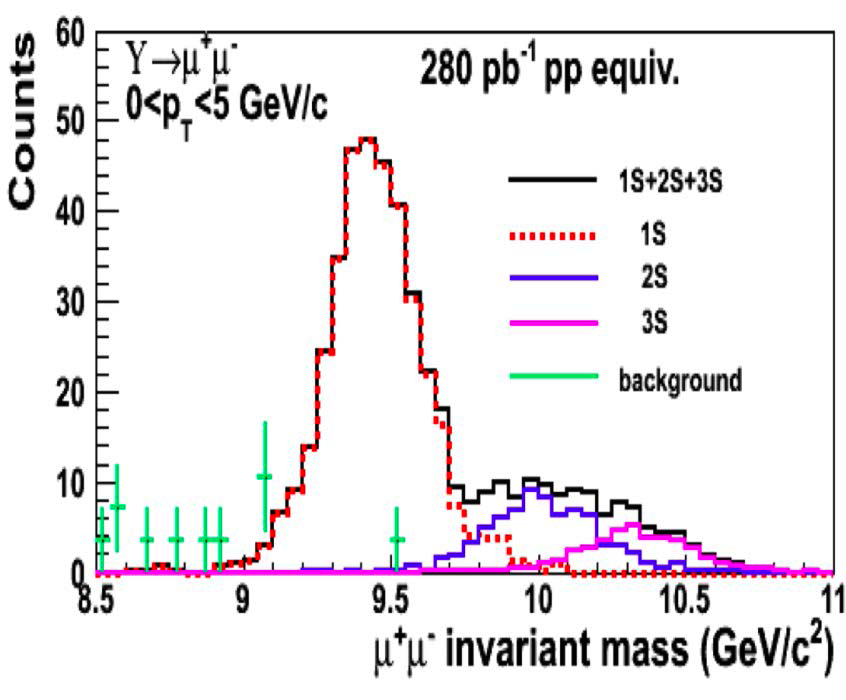 Υ→μ⁺μ⁻
0<p_T<5 GeV/c
280 pb⁻¹ pp equiv.
Counts
60
50
40
30
20
10
0
1S+2S+3S
1S
2S
3S
background
8.5
9
9.5
10
10.5
11
μ⁺μ⁻ invariant mass (GeV/c²)